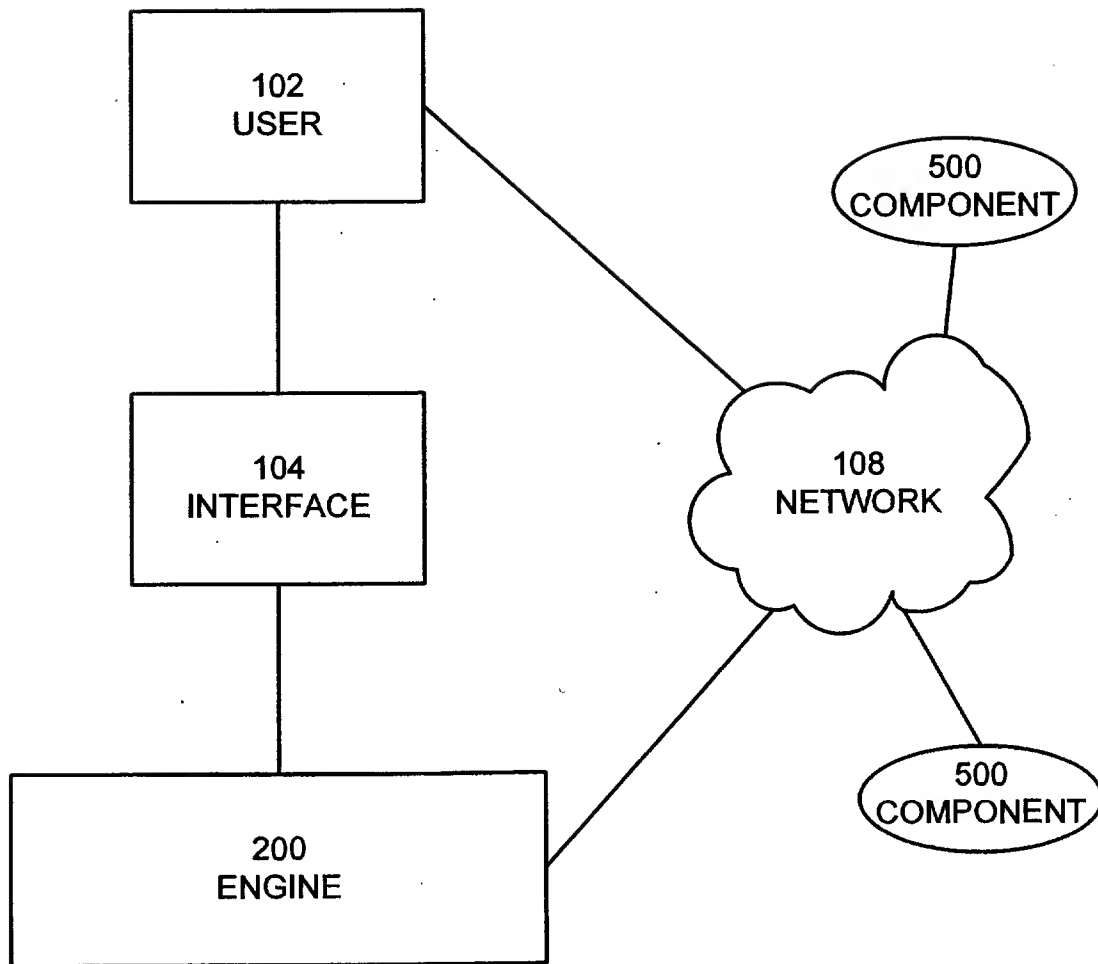 102
USER
500
COMPONENT
104
INTERFACE
108
NETWORK
500
COMPONENT
200
ENGINE